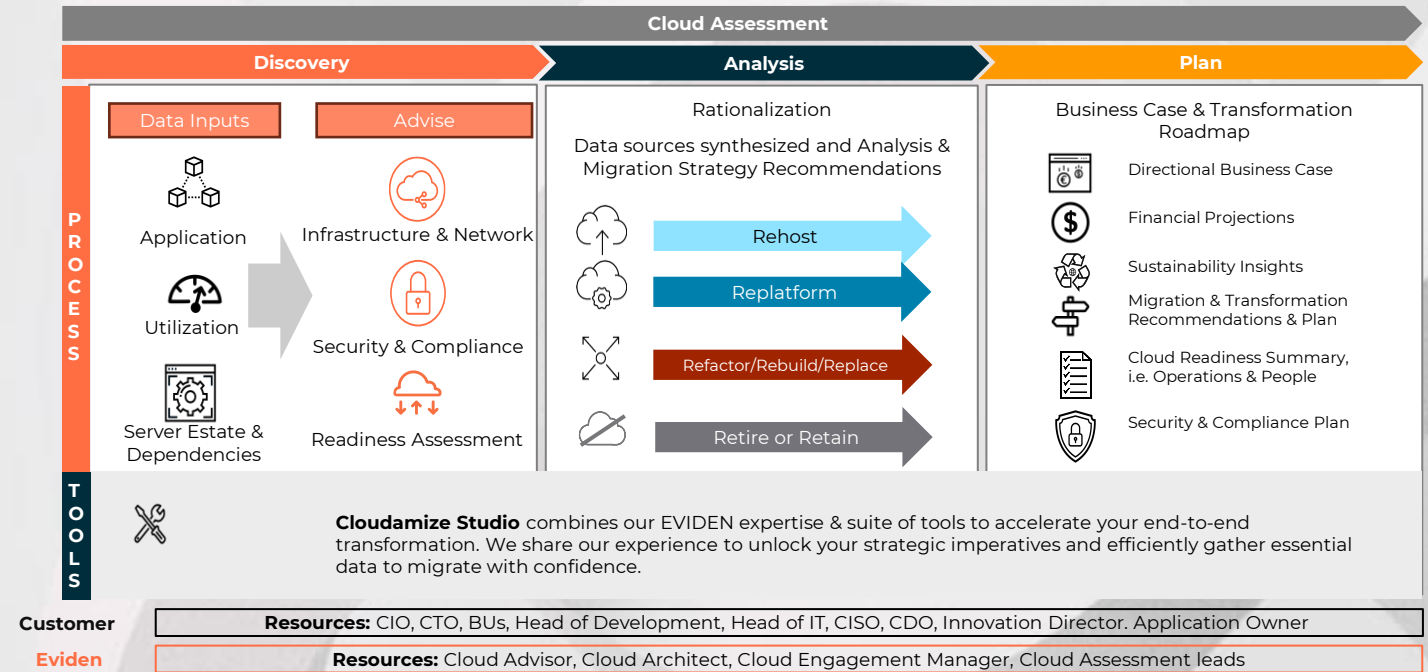 Cloud Assessment
Discovery
Analysis
Plan
PROCESS
Data Inputs
Application
Utilization
Server Estate &
Dependencies
Advise
Infrastructure & Network
Security & Compliance
Readiness Assessment
Rationalization
Data sources synthesized and Analysis &
Migration Strategy Recommendations
Rehost
Replatform
Refactor/Rebuild/Replace
Retire or Retain
Business Case & Transformation
Roadmap
Directional Business Case
€
$
Financial Projections
Sustainability Insights
Migration & Transformation
Recommendations & Plan
Cloud Readiness Summary,
i.e. Operations & People
Security & Compliance Plan
TOOLS
Cloudamize Studio combines our EVIDEN expertise & suite of tools to accelerate your end-to-end
transformation. We share our experience to unlock your strategic imperatives and efficiently gather essential
data to migrate with confidence.
Customer
Resources: CIO, CTO, BUs, Head of Development, Head of IT, CISO, CDO, Innovation Director. Application Owner
Eviden
Resources: Cloud Advisor, Cloud Architect, Cloud Engagement Manager, Cloud Assessment leads